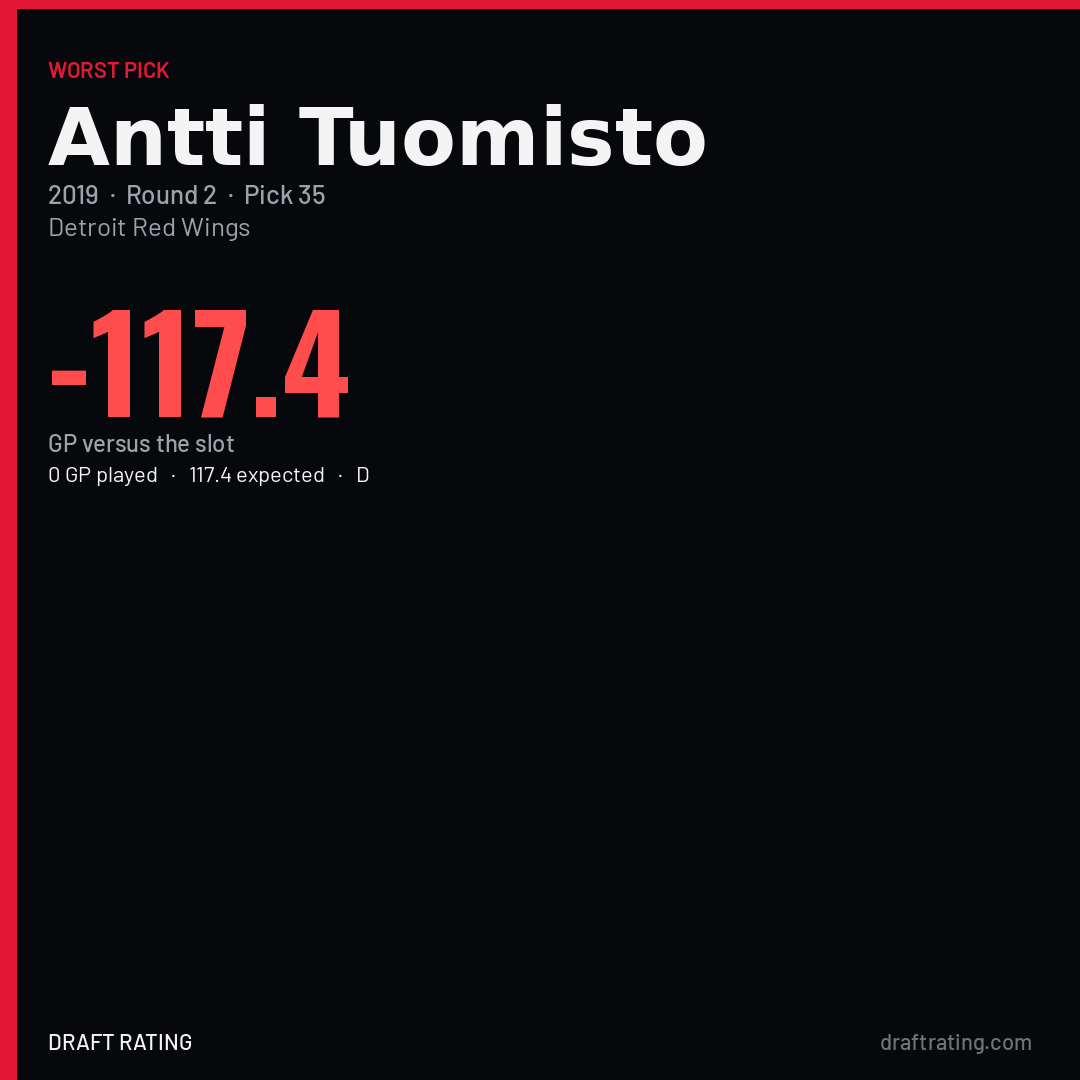 WORST PICK
Antti Tuomisto
2019 · Round 2 · Pick 35
Detroit Red Wings
-117.4
GP versus the slot
0 GP played · 117.4 expected · D
DRAFT RATING
draftrating.com